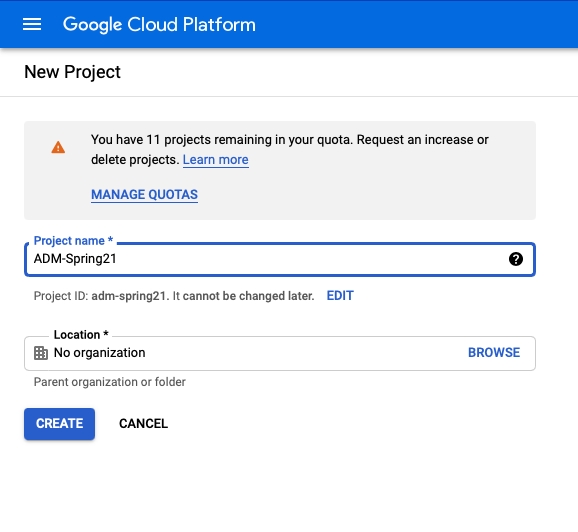 Google Cloud Platform
New Project
You have 11 projects remaining in your quota. Request an increase or
delete projects. Learn more
MANAGE QUOTAS
Project name *
ADM-Spring21
Project ID: adm-spring21. It cannot be changed later. EDIT
Location *
No organization BROWSE
Parent organization or folder
CREATE CANCEL